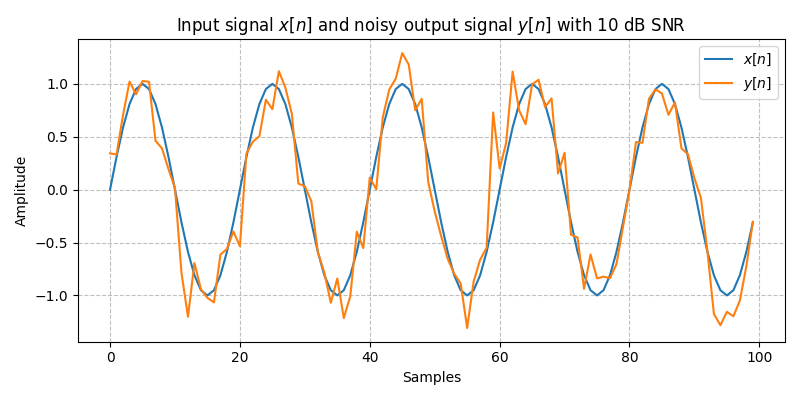 Input signal x[n] and noisy output signal y[n] with 10 dB SNR
x[n]
y[n]
Amplitude
1.0
0.5
0.0
−0.5
−1.0
0 20 40 60 80 100
Samples